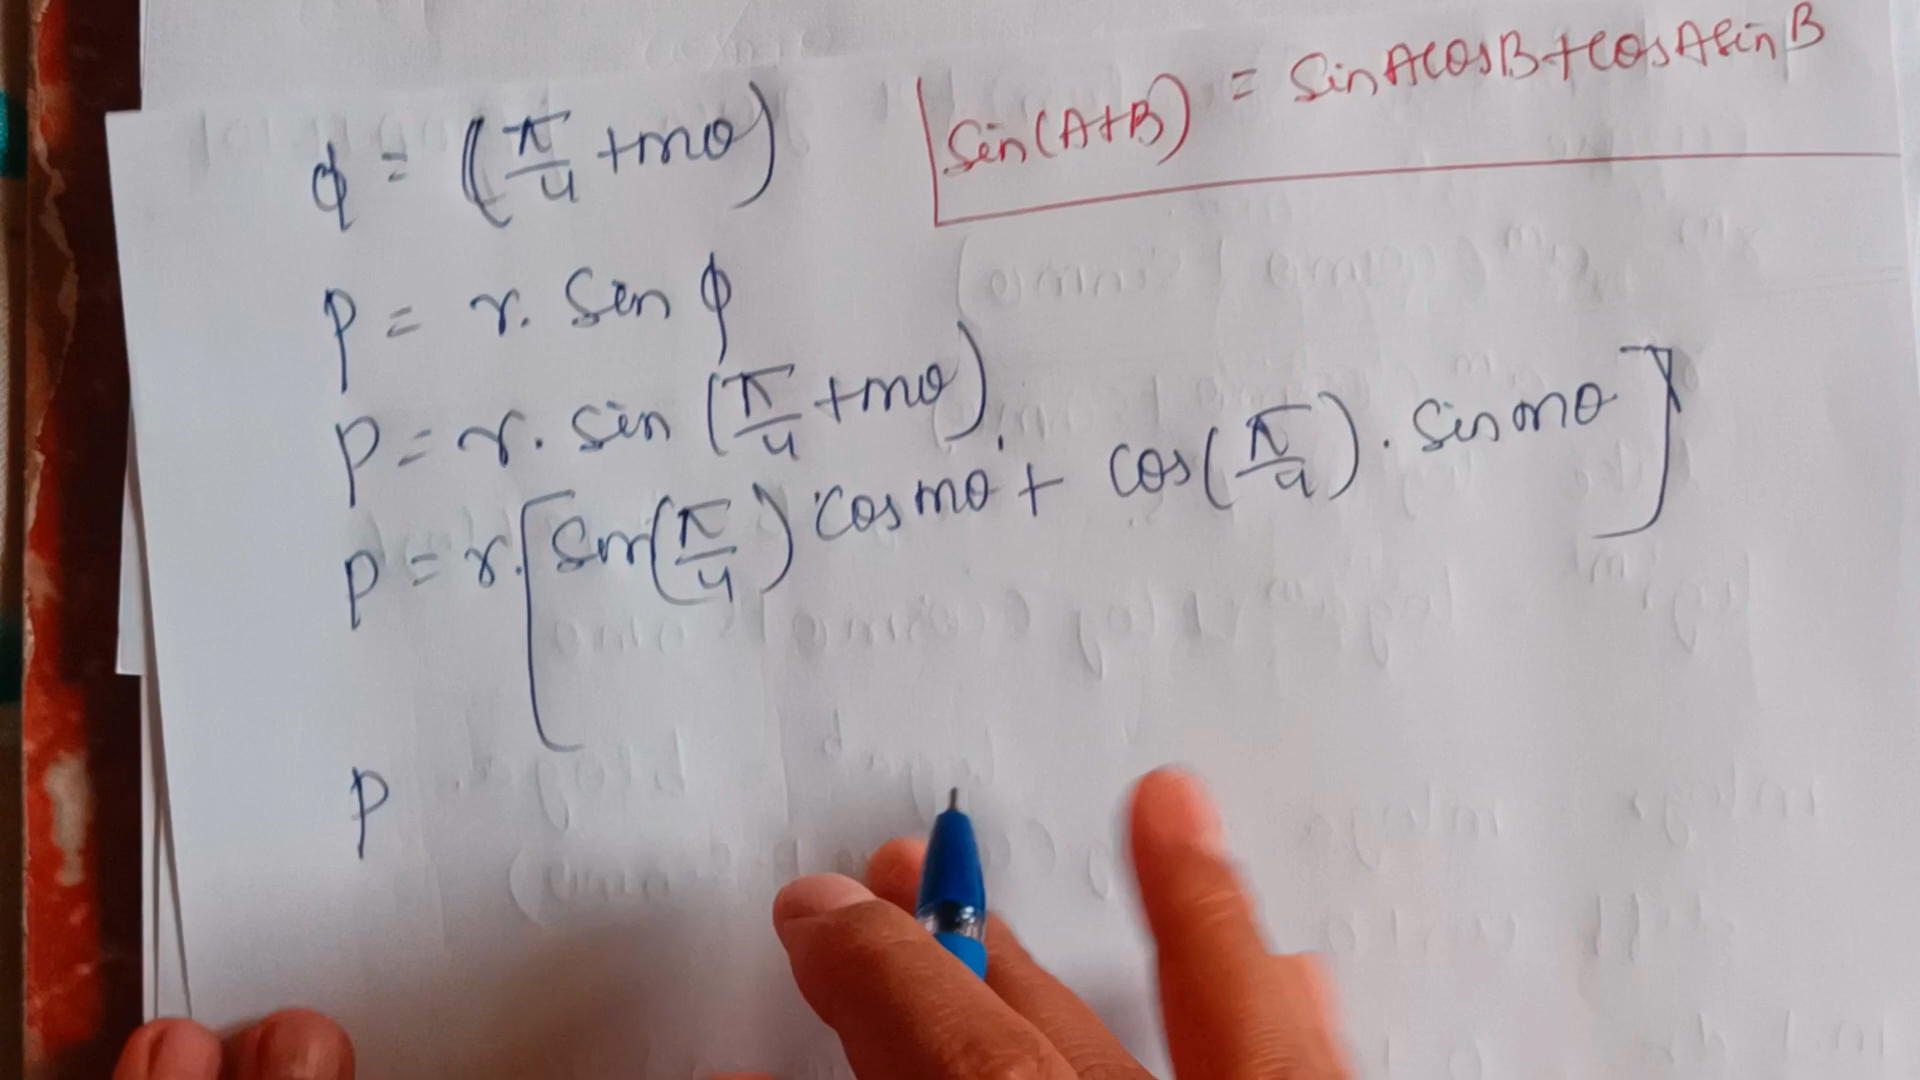 ϕ = (π/4 + mθ)
Sin(A+B) = SinACosB+CosASinB
P = r. Sin ϕ
P = r. sin (π/4 + mθ).
P = r.[Sin(π/4) cos mθ + cos(π/4). Sin mθ]
P